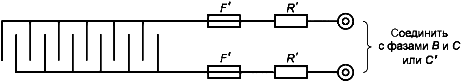 F' R'
Соединить
с фазами В и С
или С'
F' R'